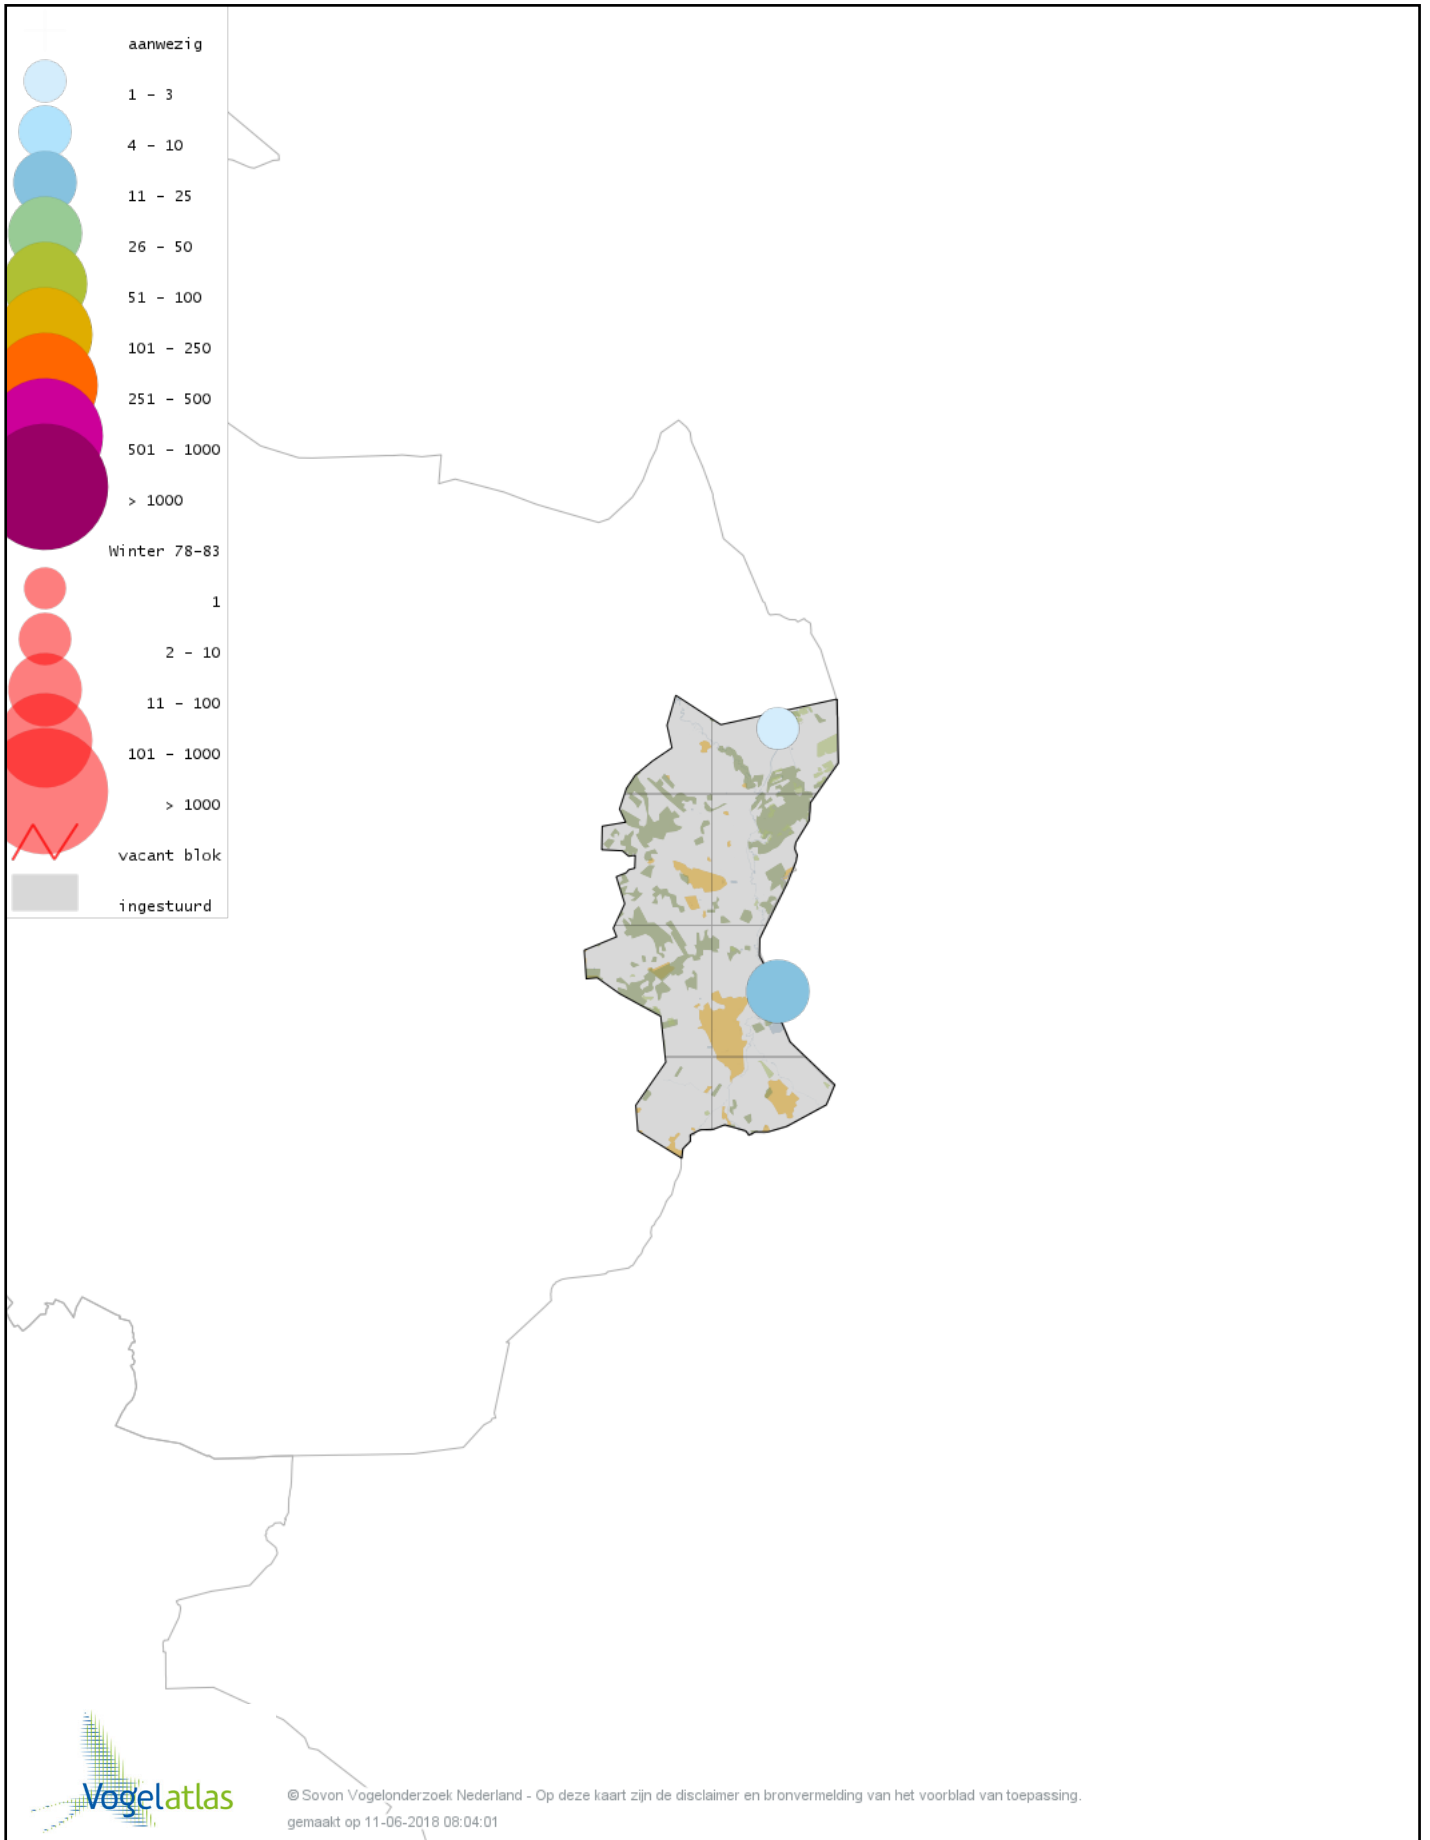 aanwezig
1 - 3
4 - 10
11 - 25
26 - 50
51 - 100
101 - 250
251 - 500
501 - 1000
> 1000
Winter 78-83
1
2 - 10
11 - 100
101 - 1000
> 1000
vacant blok
ingestuurd
Vogelatlas
© Sovon Vogelonderzoek Nederland - Op deze kaart zijn de disclaimer en bronvermelding van het voorblad van toepassing.
gemaakt op 11-06-2018 08:04:01